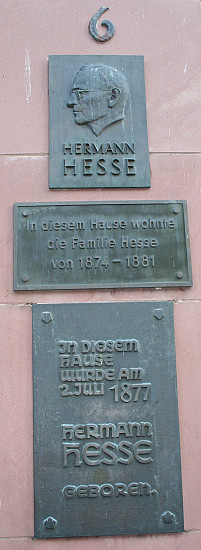 6
HERMANN
HESSE
In diesem Hause wohnte
die Familie Hesse
von 1874 – 1881
IN DIESEM
HAUSE
WURDE AM
2. JULI 1877
HERMANN
HESSE
GEBOREN.